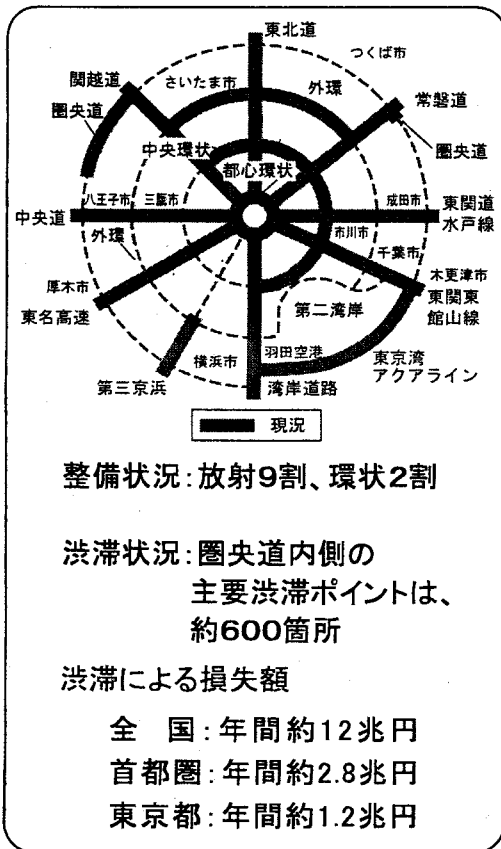 東北道
つくば市
関越道
さいたま市
外環
常磐道
圏央道
中央環状
圏央道
都心環状
八王子市
三鷹市
成田市
東関道
水戸線
中央道
外環
市川市
千葉市
厚木市
木更津市
東名高速
第二湾岸
東関東
館山線
横浜市
羽田空港
東京湾
アクアライン
第三京浜
湾岸道路
現況
整備状況:放射9割、環状2割
渋滞状況:圏央道内側の
主要渋滞ポイントは、
約600箇所
渋滞による損失額
全 国:年間約12兆円
首都圏:年間約2.8兆円
東京都:年間約1.2兆円